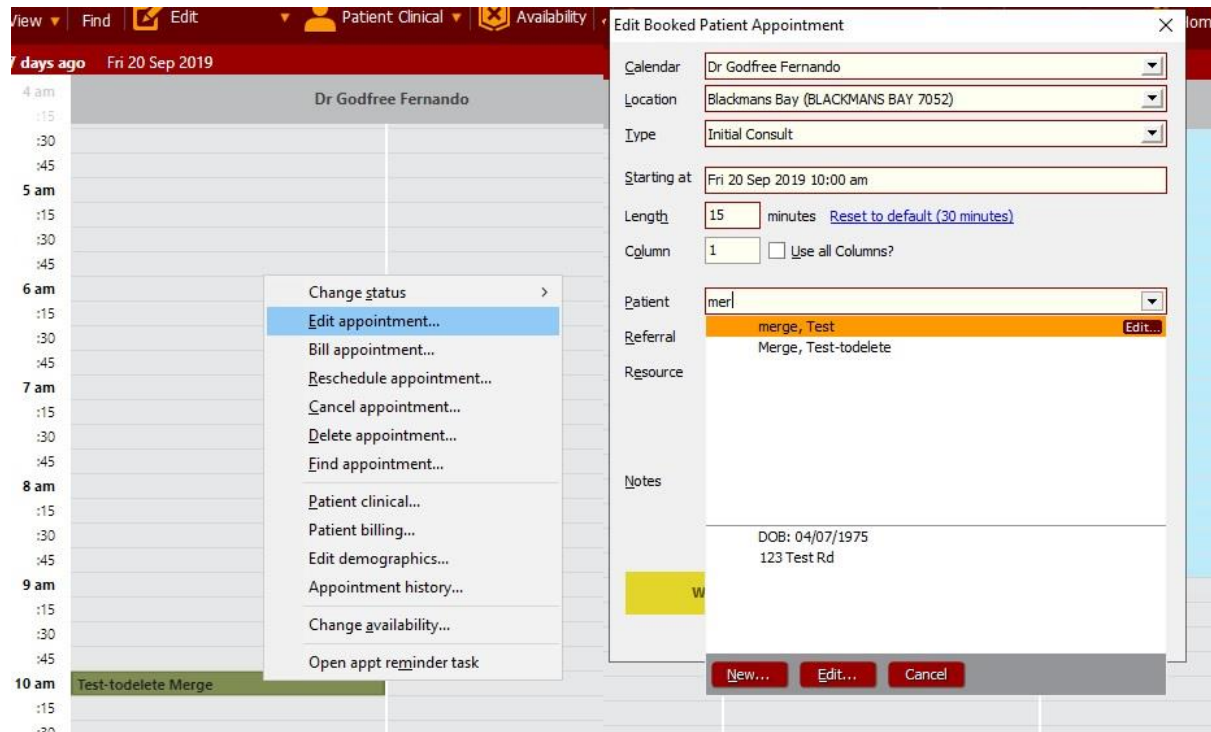 View Find Edit Patient Clinical Availability
7 days ago Fri 20 Sep 2019
Dr Godfree Fernando
4 am
:15
:30
:45
5 am
:15
:30
:45
6 am
:15
:30
:45
7 am
:15
:30
:45
8 am
:15
:30
:45
9 am
:15
:30
:45
10 am Test-todelete Merge
:15
:30
Change status >
Edit appointment...
Bill appointment...
Reschedule appointment...
Cancel appointment...
Delete appointment...
Find appointment...
Patient clinical...
Patient billing...
Edit demographics...
Appointment history...
Change availability...
Open appt reminder task
Edit Booked Patient Appointment
Calendar Dr Godfree Fernando
Location Blackmans Bay (BLACKMANS BAY 7052)
Type Initial Consult
Starting at Fri 20 Sep 2019 10:00 am
Length 15 minutes Reset to default (30 minutes)
Column 1 Use all Columns?
Patient mer
merge, Test Edit...
Referral
Merge, Test-todelete
Resource
Notes
DOB: 04/07/1975
123 Test Rd
W
New... Edit... Cancel